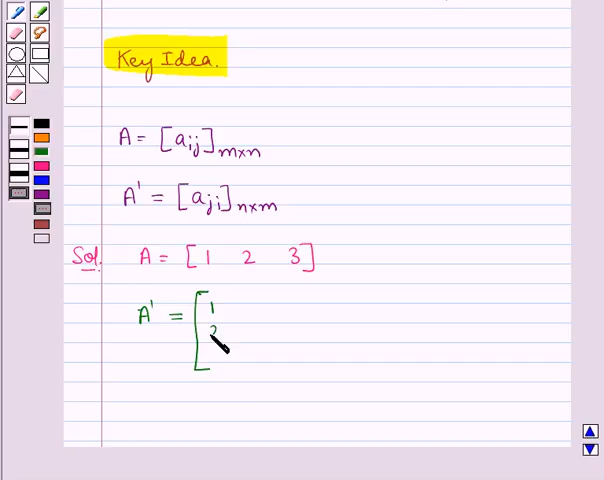 Key Idea.
A = [aij]m×n
A' = [aji]n×m
Sol. A = [1 2 3]
A' = [1
2